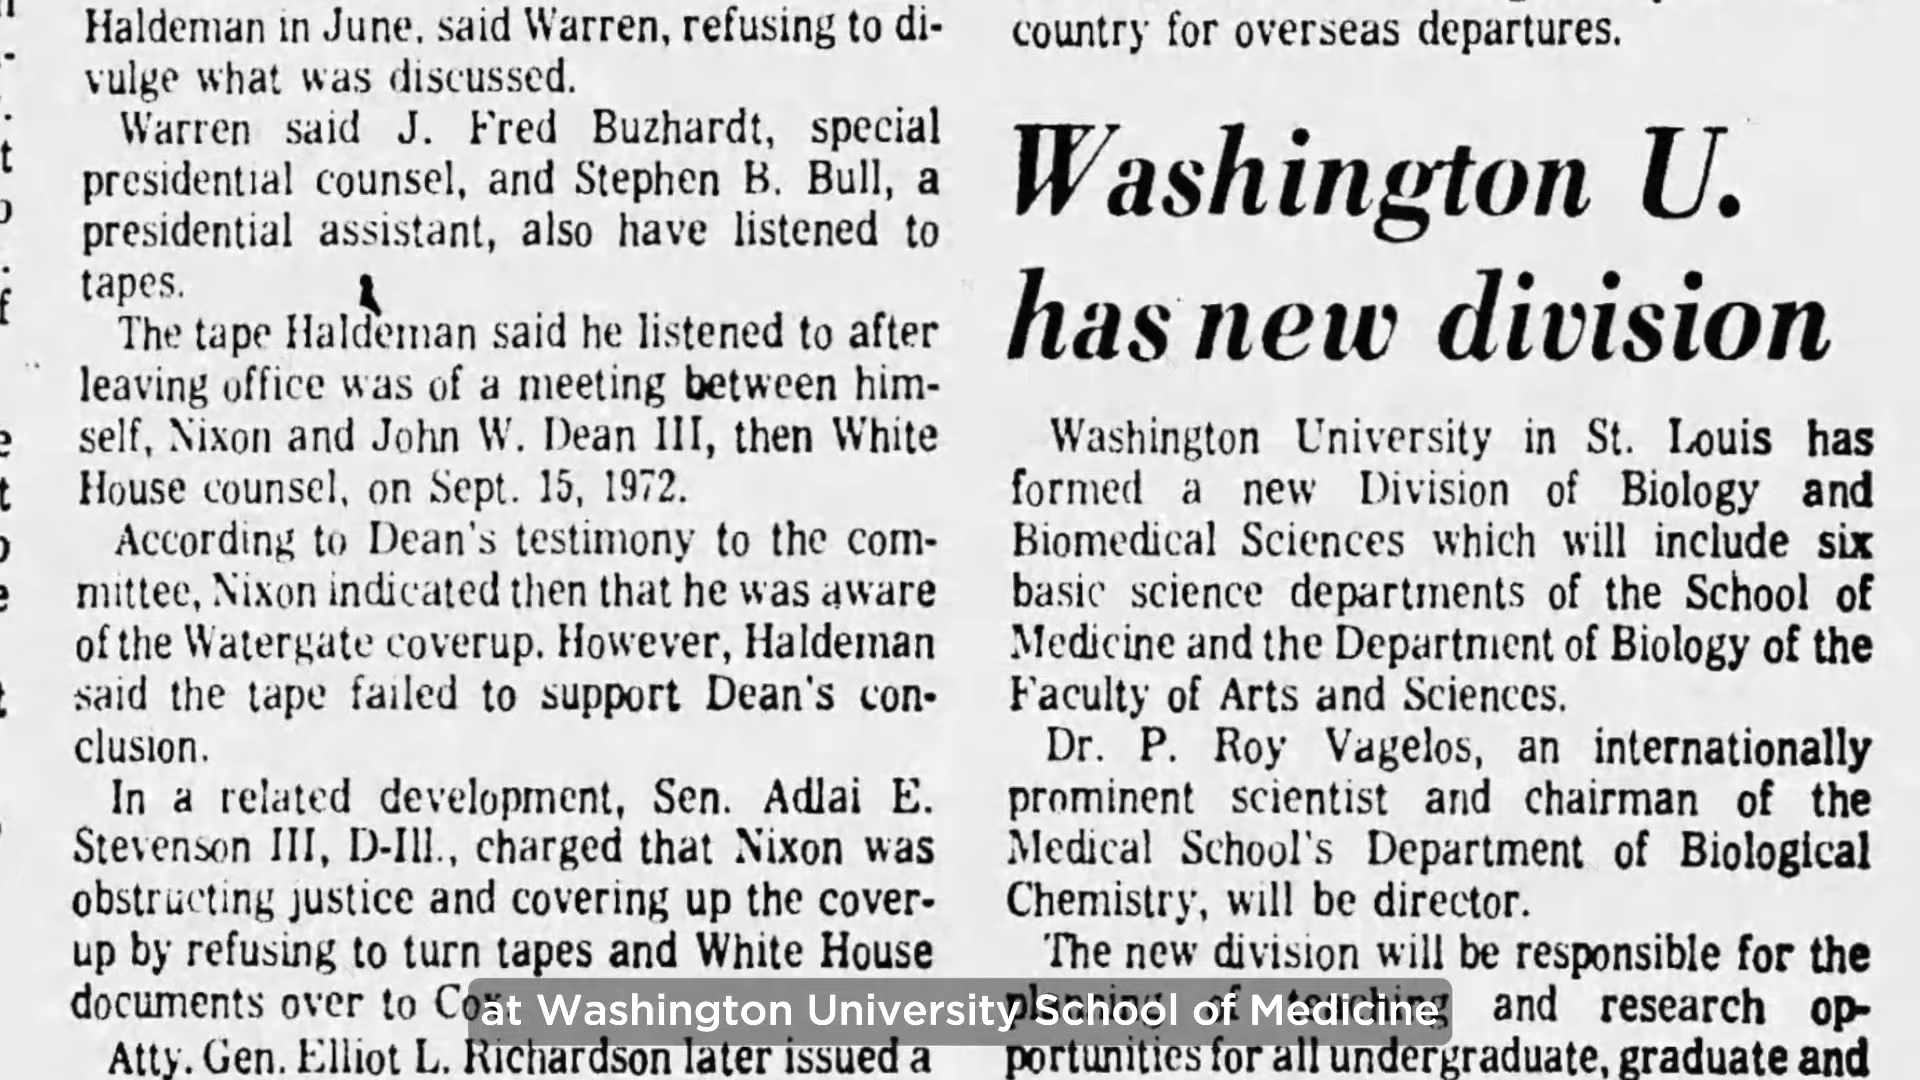 Haldeman in June, said Warren, refusing to di-
vulge what was discussed.
Warren said J. Fred Buzhardt, special
presidential counsel, and Stephen B. Bull, a
presidential assistant, also have listened to
tapes.
The tape Haldeman said he listened to after
leaving office was of a meeting between him-
self, Nixon and John W. Dean III, then White
House counsel, on Sept. 15, 1972.
According to Dean's testimony to the com-
mittee, Nixon indicated then that he was aware
of the Watergate coverup. However, Haldeman
said the tape failed to support Dean's con-
clusion.
In a related development, Sen. Adlai E.
Stevenson III, D-Ill., charged that Nixon was
obstructing justice and covering up the cover-
up by refusing to turn tapes and White House
documents over to Cox.
Atty. Gen. Elliot L. Richardson later issued a
country for overseas departures.
Washington U.
has new division
Washington University in St. Louis has
formed a new Division of Biology and
Biomedical Sciences which will include six
basic science departments of the School of
Medicine and the Department of Biology of the
Faculty of Arts and Sciences.
Dr. P. Roy Vagelos, an internationally
prominent scientist and chairman of the
Medical School's Department of Biological
Chemistry, will be director.
The new division will be responsible for the
planning of teaching and research op-
portunities for all undergraduate, graduate and
at Washington University School of Medicine